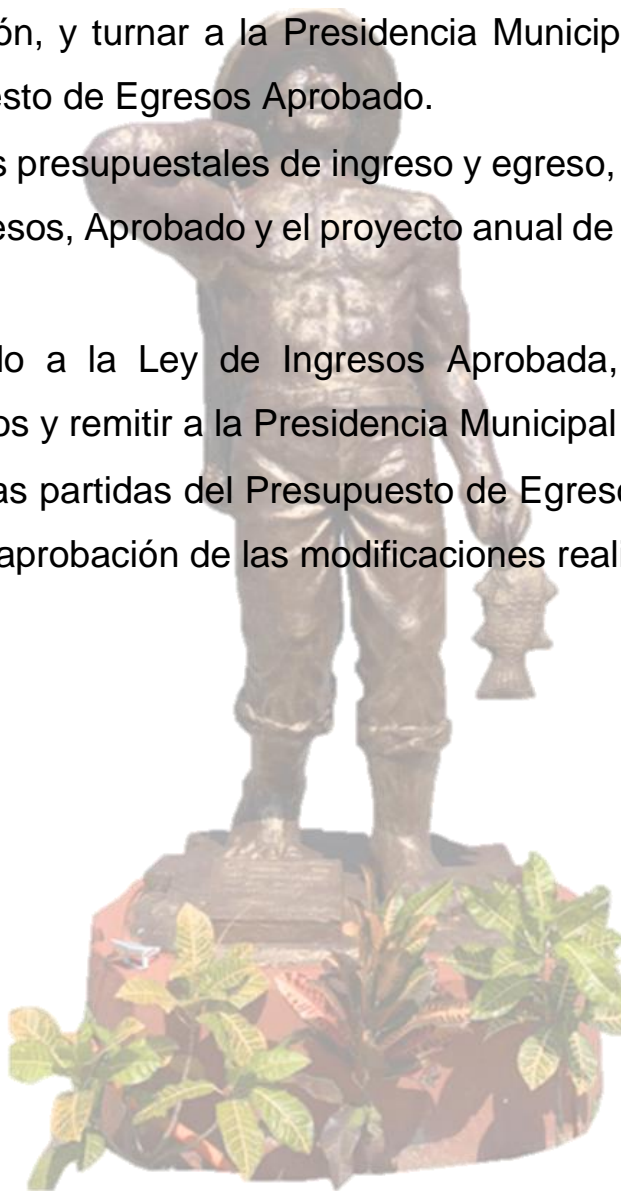 ón, y turnar a la Presidencia Municip
esto de Egresos Aprobado.
s presupuestales de ingreso y egreso,
esos, Aprobado y el proyecto anual de
do a la Ley de Ingresos Aprobada,
os y remitir a la Presidencia Municipal
as partidas del Presupuesto de Egreso
aprobación de las modificaciones reali